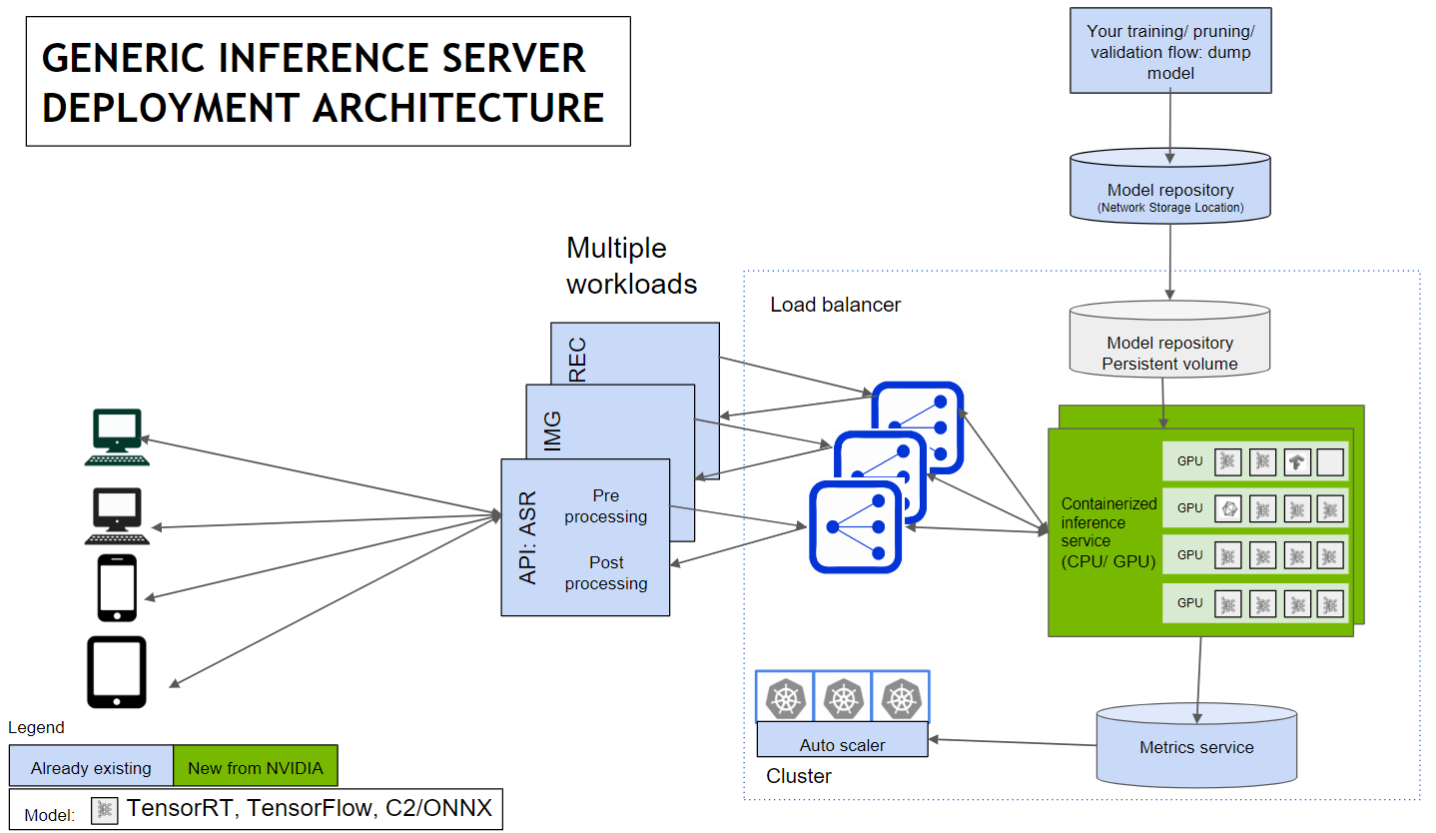 GENERIC INFERENCE SERVER
DEPLOYMENT ARCHITECTURE
Your training/ pruning/
validation flow: dump
model
Model repository
(Network Storage Location)
Multiple
workloads
Load balancer
Model repository
Persistent volume
REC
IMG
API: ASR
Pre
processing
Post
processing
Containerized
inference
service
(CPU/ GPU)
GPU
GPU
GPU
GPU
Auto scaler
Cluster
Metrics service
Legend
Already existing
New from NVIDIA
Model: TensorRT, TensorFlow, C2/ONNX